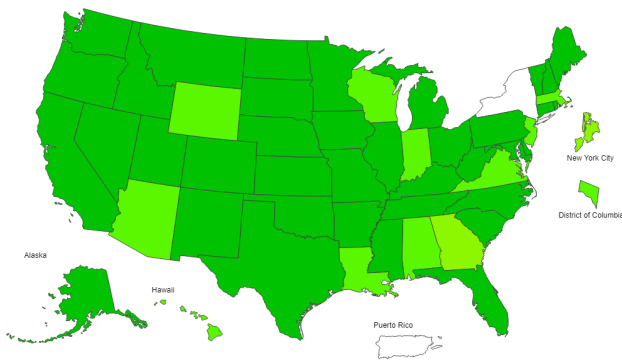 New York City
District of Columbia
Alaska
Hawaii
Puerto Rico